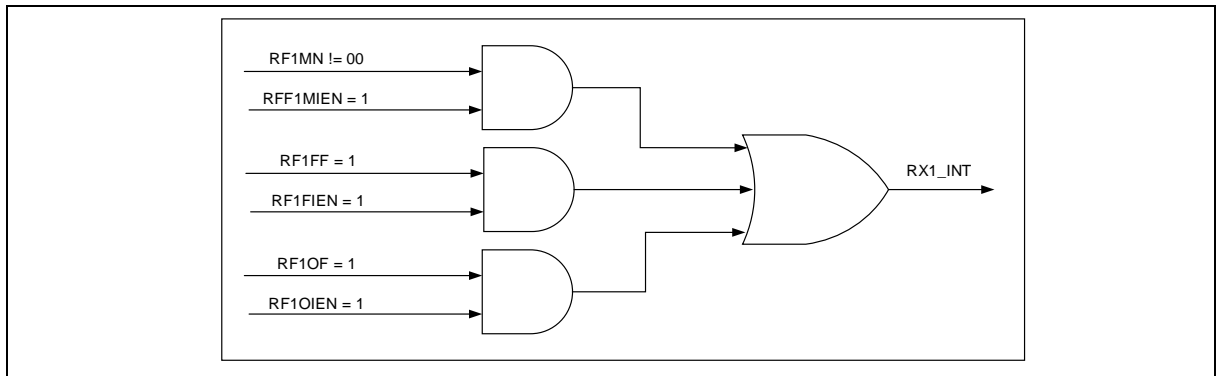 RF1MN != 00
RFF1MIEN = 1
RF1FF = 1
RF1FIEN = 1
RX1_INT
RF1OF = 1
RF1OIEN = 1